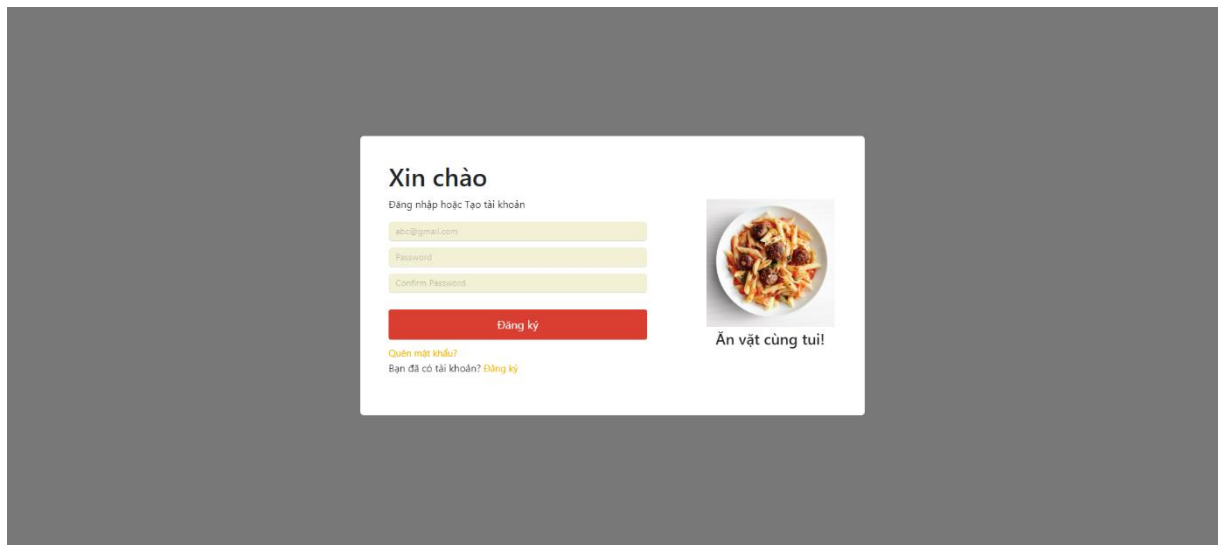 Xin chào
Đăng nhập hoặc Tạo tài khoản
abc@gmail.com
Password
Confirm Password
Đăng ký
Quên mật khẩu?
Bạn đã có tài khoản? Đăng ký
Ăn vặt cùng tui!